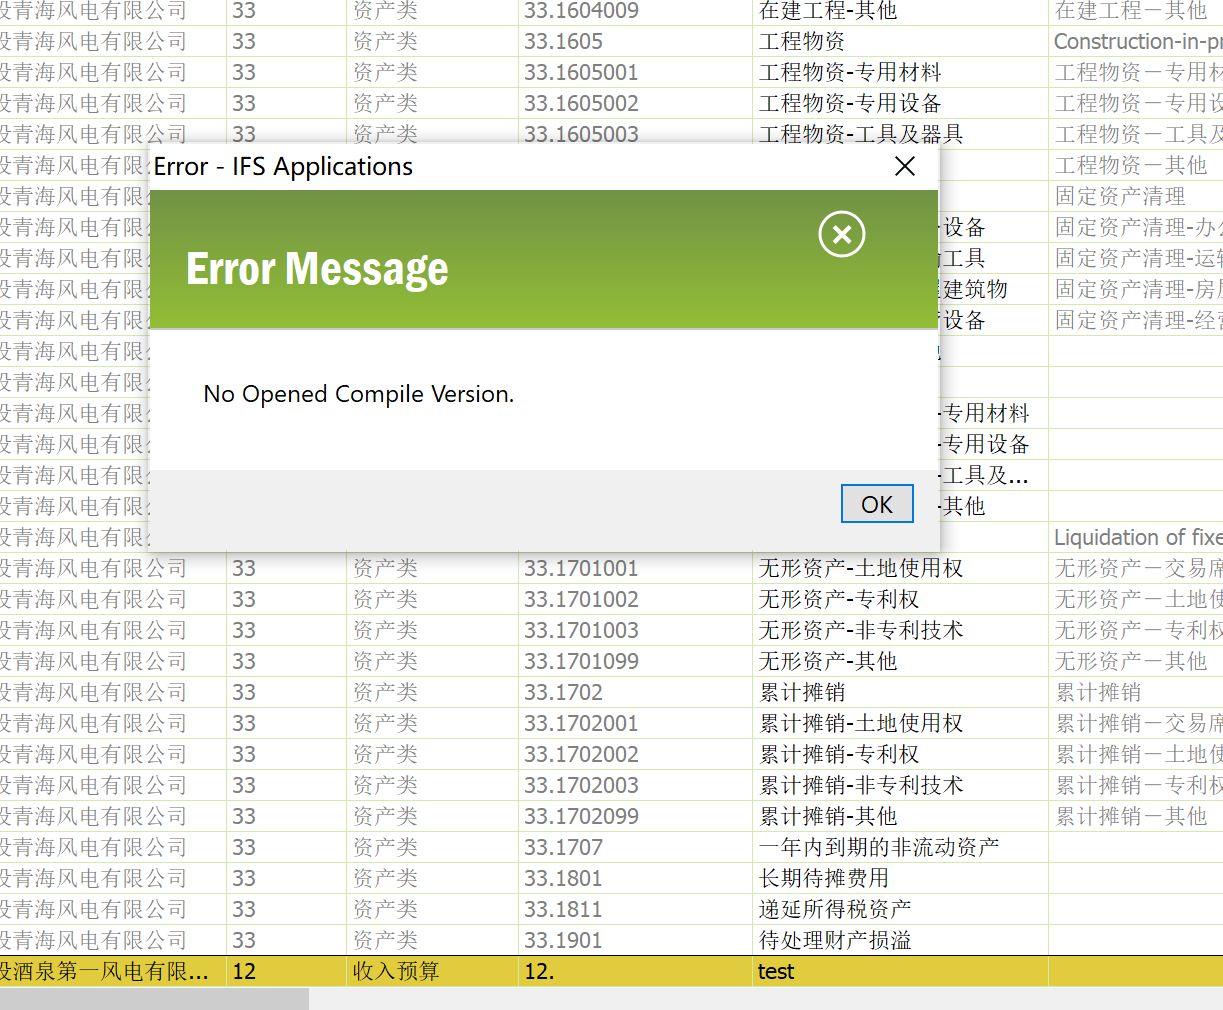 设青海风电有限公司 33 资产类 33.1604009 在建工程-其他 在建工程－其他
设青海风电有限公司 33 资产类 33.1605 工程物资 Construction-in-pr
设青海风电有限公司 33 资产类 33.1605001 工程物资-专用材料 工程物资－专用材
设青海风电有限公司 33 资产类 33.1605002 工程物资-专用设备 工程物资－专用设
设青海风电有限公司 33 资产类 33.1605003 工程物资-工具及器具 工程物资－工具及
设青海风电有限 工程物资－其他
设青海风电有限 固定资产清理
设青海风电有限 -设备 固定资产清理-办公
设青海风电有限 工具 固定资产清理-运输
设青海风电有限 建筑物 固定资产清理-房屋
设青海风电有限 设备 固定资产清理-经营
设青海风电有限
设青海风电有限
设青海风电有限 -专用材料
设青海风电有限 -专用设备
设青海风电有限 -工具及...
设青海风电有限 -其他
设青海风电有限 Liquidation of fixe
Error - IFS Applications
Error Message
No Opened Compile Version.
OK
设青海风电有限公司 33 资产类 33.1701001 无形资产-土地使用权 无形资产－交易席
设青海风电有限公司 33 资产类 33.1701002 无形资产-专利权 无形资产－土地使
设青海风电有限公司 33 资产类 33.1701003 无形资产-非专利技术 无形资产－专利权
设青海风电有限公司 33 资产类 33.1701099 无形资产-其他 无形资产－其他
设青海风电有限公司 33 资产类 33.1702 累计摊销 累计摊销
设青海风电有限公司 33 资产类 33.1702001 累计摊销-土地使用权 累计摊销－交易席
设青海风电有限公司 33 资产类 33.1702002 累计摊销-专利权 累计摊销－土地使
设青海风电有限公司 33 资产类 33.1702003 累计摊销-非专利技术 累计摊销－专利权
设青海风电有限公司 33 资产类 33.1702099 累计摊销-其他 累计摊销－其他
设青海风电有限公司 33 资产类 33.1707 一年内到期的非流动资产
设青海风电有限公司 33 资产类 33.1801 长期待摊费用
设青海风电有限公司 33 资产类 33.1811 递延所得税资产
设青海风电有限公司 33 资产类 33.1901 待处理财产损溢
设酒泉第一风电有限... 12 收入预算 12. test